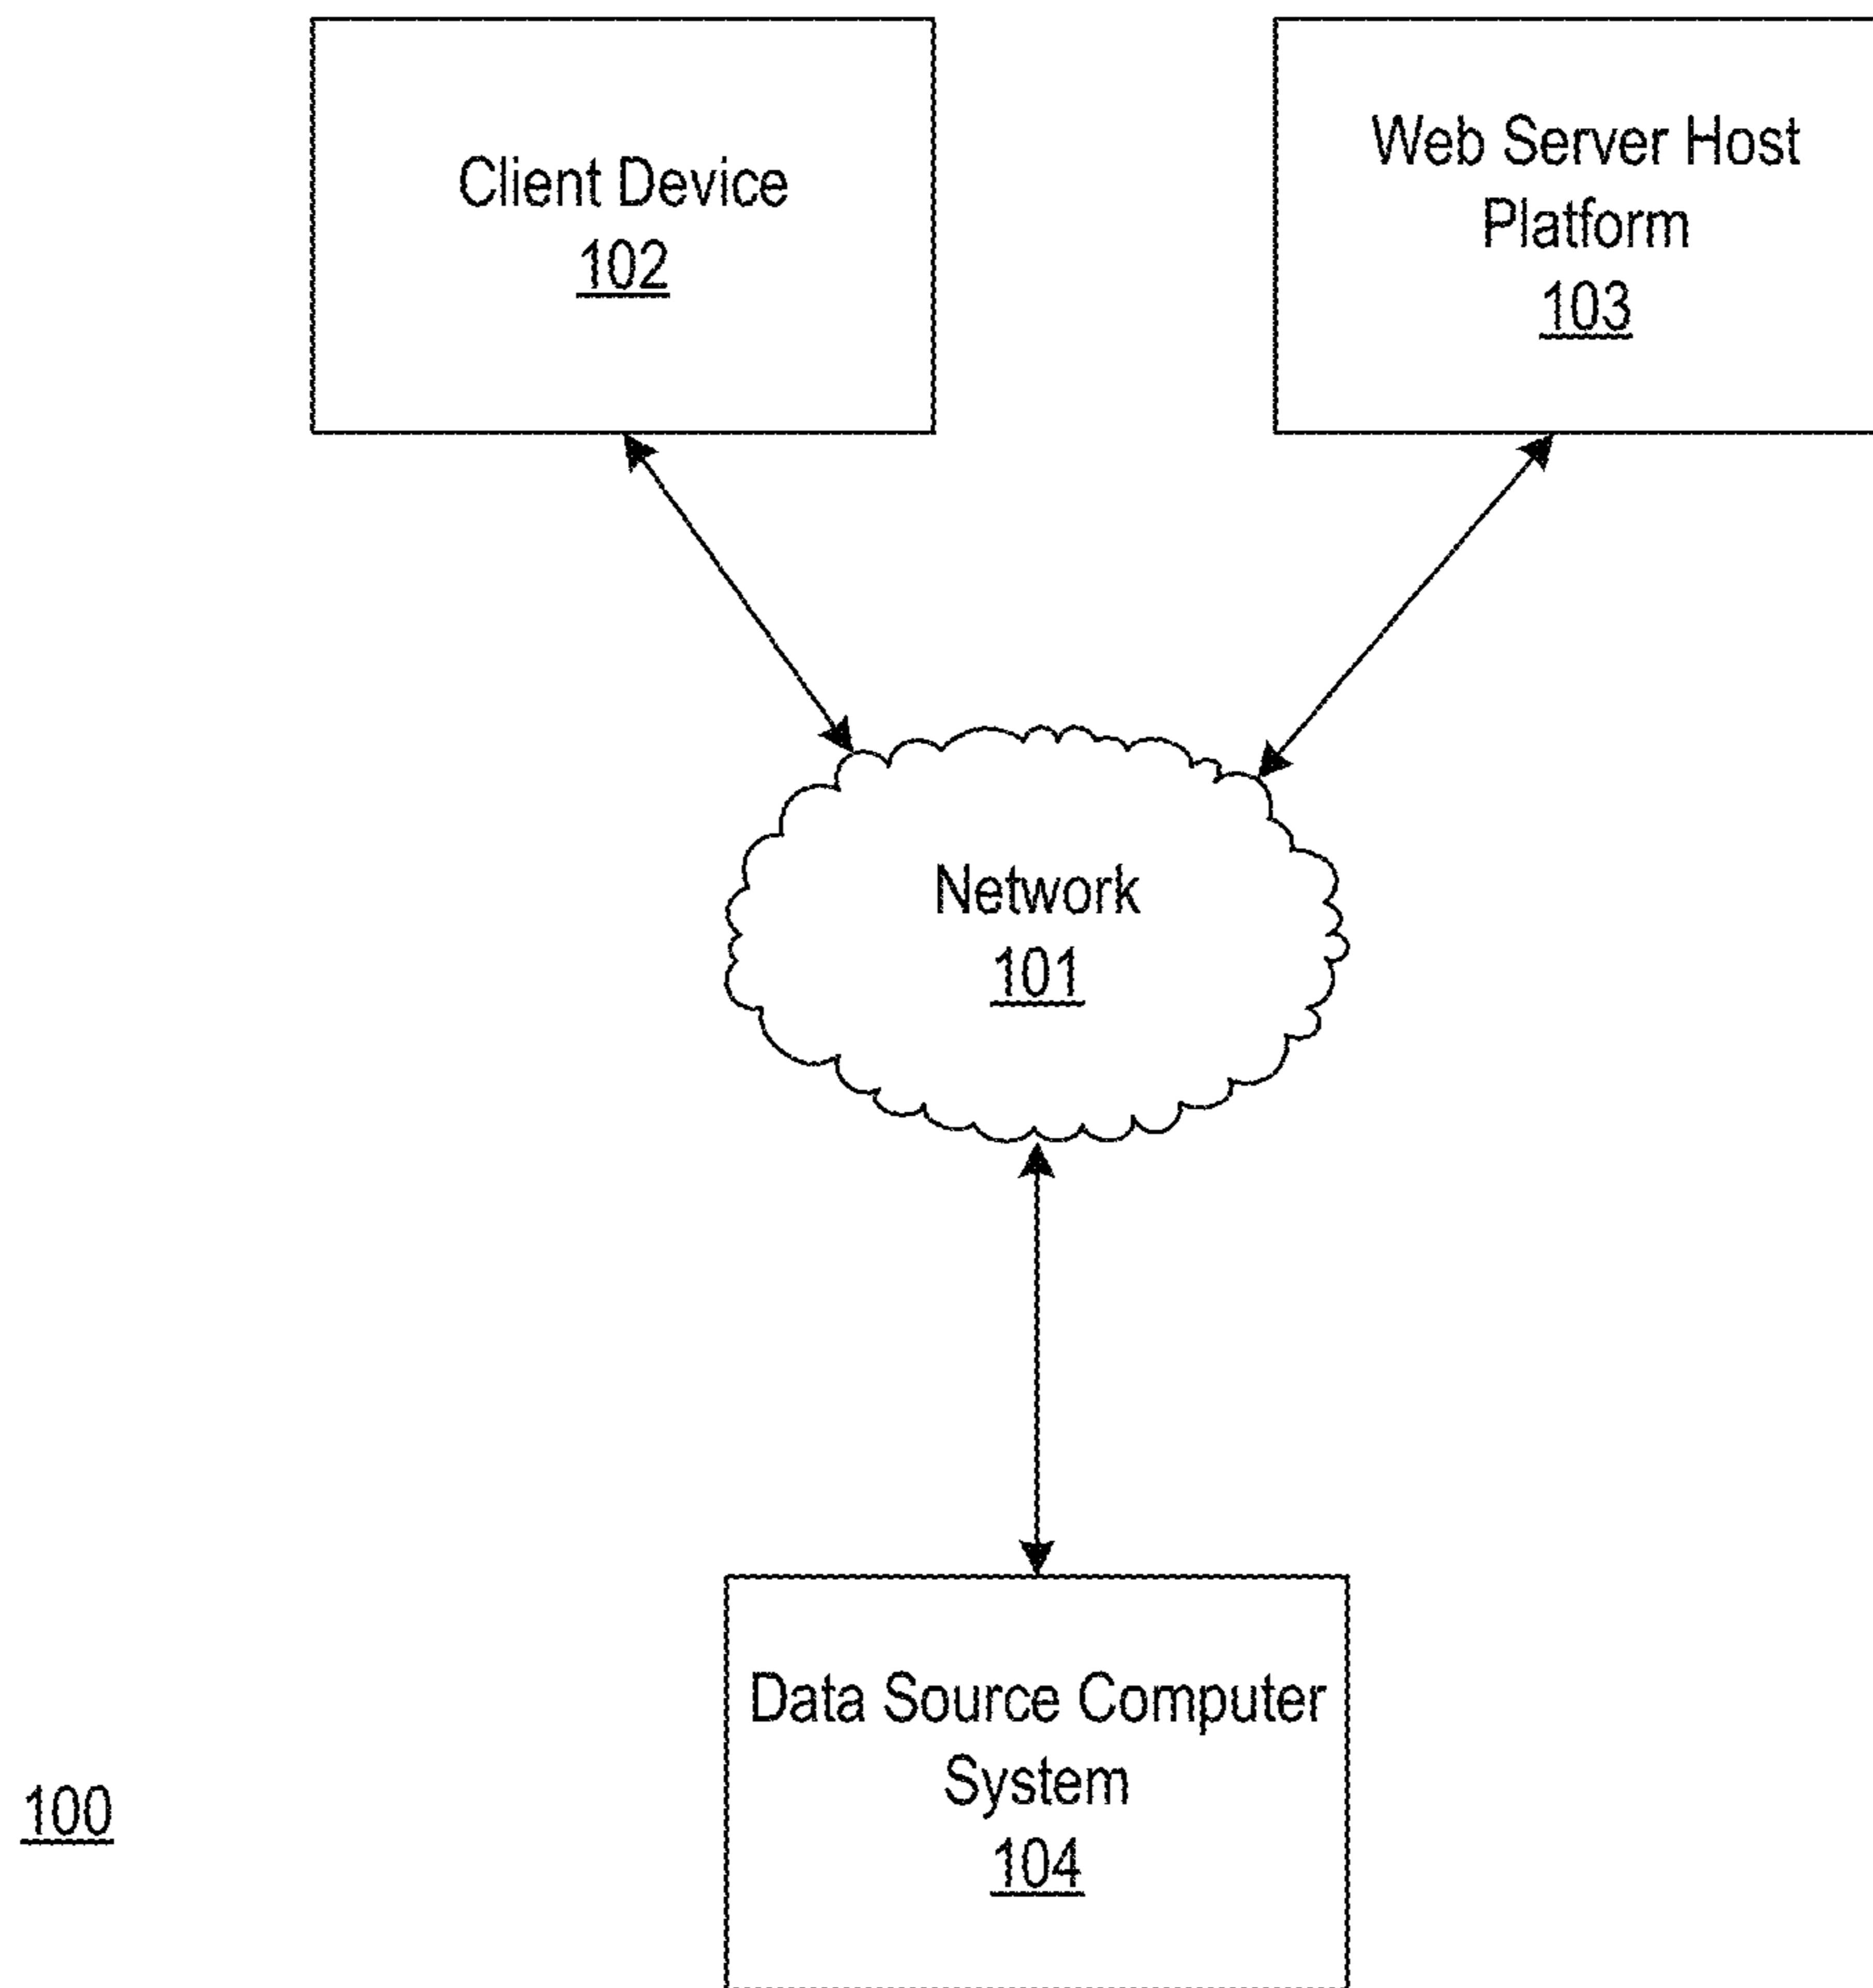 Client Device
102
Web Server Host
Platform
103
Network
101
Data Source Computer
System
104
100